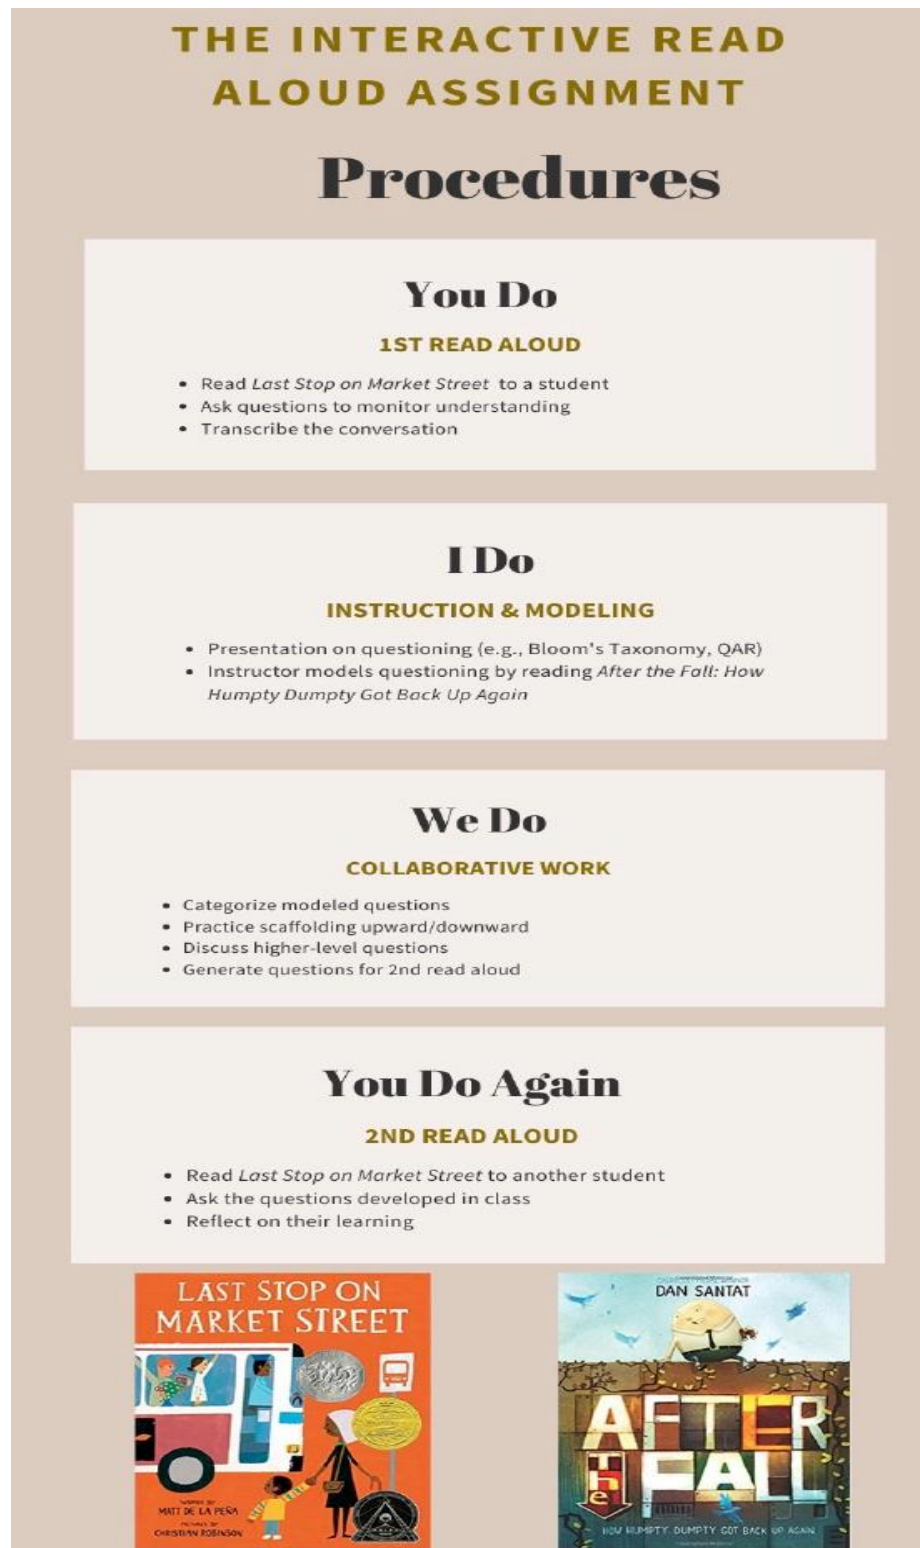 THE INTERACTIVE READ
ALOUD ASSIGNMENT
Procedures
You Do
1ST READ ALOUD
• Read Last Stop on Market Street to a student
• Ask questions to monitor understanding
• Transcribe the conversation
I Do
INSTRUCTION & MODELING
• Presentation on questioning (e.g., Bloom's Taxonomy, QAR)
• Instructor models questioning by reading After the Fall: How
Humpty Dumpty Got Back Up Again
We Do
COLLABORATIVE WORK
• Categorize modeled questions
• Practice scaffolding upward/downward
• Discuss higher-level questions
• Generate questions for 2nd read aloud
You Do Again
2ND READ ALOUD
• Read Last Stop on Market Street to another student
• Ask the questions developed in class
• Reflect on their learning
LAST STOP ON
MARKET STREET
WORDS BY
MATT DE LA PEÑA
PICTURES BY
CHRISTIAN ROBINSON
DAN SANTAT
AFTER
the FALL
HOW HUMPTY DUMPTY GOT BACK UP AGAIN